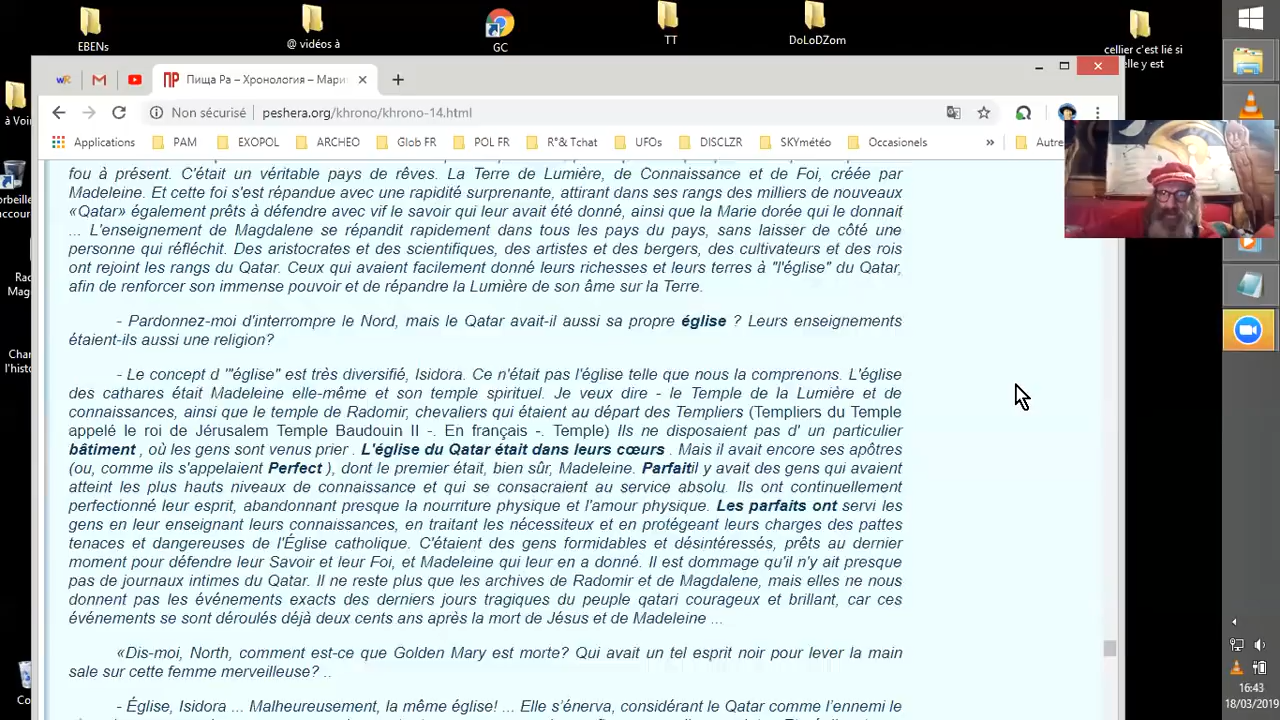 EBENs
@ vidéos à
GC
TT
DoLoDZom
cellier c'est lié si
elle y est
Пища Ра – Хронология – Мари
Non sécurisé
peshera.org/khrono/khrono-14.html
Applications
PAM
EXOPOL
ARCHEO
Glob FR
POL FR
R°& Tchat
UFOs
DISCLZR
SKYmétéo
Occasionels
»
Autre
à Voir
orbeille
accour
Rac
Mag
Chan
l'histo
Co
fou à présent. C'était un véritable pays de rêves. La Terre de Lumière, de Connaissance et de Foi, créée par
Madeleine. Et cette foi s'est répandue avec une rapidité surprenante, attirant dans ses rangs des milliers de nouveaux
«Qatar» également prêts à défendre avec vif le savoir qui leur avait été donné, ainsi que la Marie dorée qui le donnait
... L'enseignement de Magdalene se répandit rapidement dans tous les pays du pays, sans laisser de côté une
personne qui réfléchit. Des aristocrates et des scientifiques, des artistes et des bergers, des cultivateurs et des rois
ont rejoint les rangs du Qatar. Ceux qui avaient facilement donné leurs richesses et leurs terres à "l'église" du Qatar,
afin de renforcer son immense pouvoir et de répandre la Lumière de son âme sur la Terre.
- Pardonnez-moi d'interrompre le Nord, mais le Qatar avait-il aussi sa propre église ? Leurs enseignements
étaient-ils aussi une religion?
- Le concept d '"église" est très diversifié, Isidora. Ce n'était pas l'église telle que nous la comprenons. L'église
des cathares était Madeleine elle-même et son temple spirituel. Je veux dire - le Temple de la Lumière et de
connaissances, ainsi que le temple de Radomir, chevaliers qui étaient au départ des Templiers (Templiers du Temple
appelé le roi de Jérusalem Temple Baudouin II -. En français -. Temple) Ils ne disposaient pas d' un particulier
bâtiment , où les gens sont venus prier . L'église du Qatar était dans leurs cœurs . Mais il avait encore ses apôtres
(ou, comme ils s'appelaient Perfect ), dont le premier était, bien sûr, Madeleine. Parfaitil y avait des gens qui avaient
atteint les plus hauts niveaux de connaissance et qui se consacraient au service absolu. Ils ont continuellement
perfectionné leur esprit, abandonnant presque la nourriture physique et l'amour physique. Les parfaits ont servi les
gens en leur enseignant leurs connaissances, en traitant les nécessiteux et en protégeant leurs charges des pattes
tenaces et dangereuses de l'Église catholique. C'étaient des gens formidables et désintéressés, prêts au dernier
moment pour défendre leur Savoir et leur Foi, et Madeleine qui leur en a donné. Il est dommage qu'il n'y ait presque
pas de journaux intimes du Qatar. Il ne reste plus que les archives de Radomir et de Magdalene, mais elles ne nous
donnent pas les événements exacts des derniers jours tragiques du peuple qatari courageux et brillant, car ces
événements se sont déroulés déjà deux cents ans après la mort de Jésus et de Madeleine ...
«Dis-moi, North, comment est-ce que Golden Mary est morte? Qui avait un tel esprit noir pour lever la main
sale sur cette femme merveilleuse? ..
- Église, Isidora ... Malheureusement, la même église! ... Elle s'énerva, considérant le Qatar comme l'ennemi le
16:43
18/03/2019